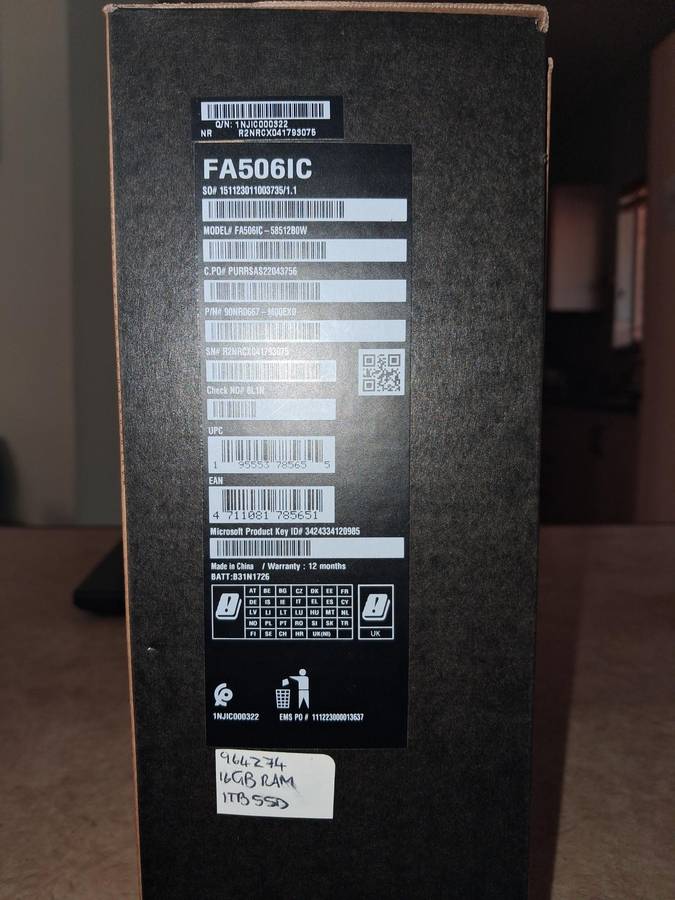 Q/N: 1NJIC000322
NR R2NRCX041793075
FA506IC
SO# 151123011003735/1.1
MODEL# FA506IC-58512B0W
C.PO# PURRSAS22043756
P/N# 90NR0667-M00EX0
SN# R2NRCX041793075
Check NO# 6L1N
UPC
1 95553 78565 5
EAN
4 711081 785651
Microsoft Product Key ID# 3424334120985
Made in China / Warranty : 12 months
BATT:B31N1726
AT BE BG CZ DK EE FR
DE IS IE IT EL ES CY
LV LI LT LU HU MT NL
NO PL PT RO SI SK TR
FI SE CH HR UK(NI)
UK
1NJIC000322 EMS PO # 111223000013637
964274
16GB RAM
1TB SSD